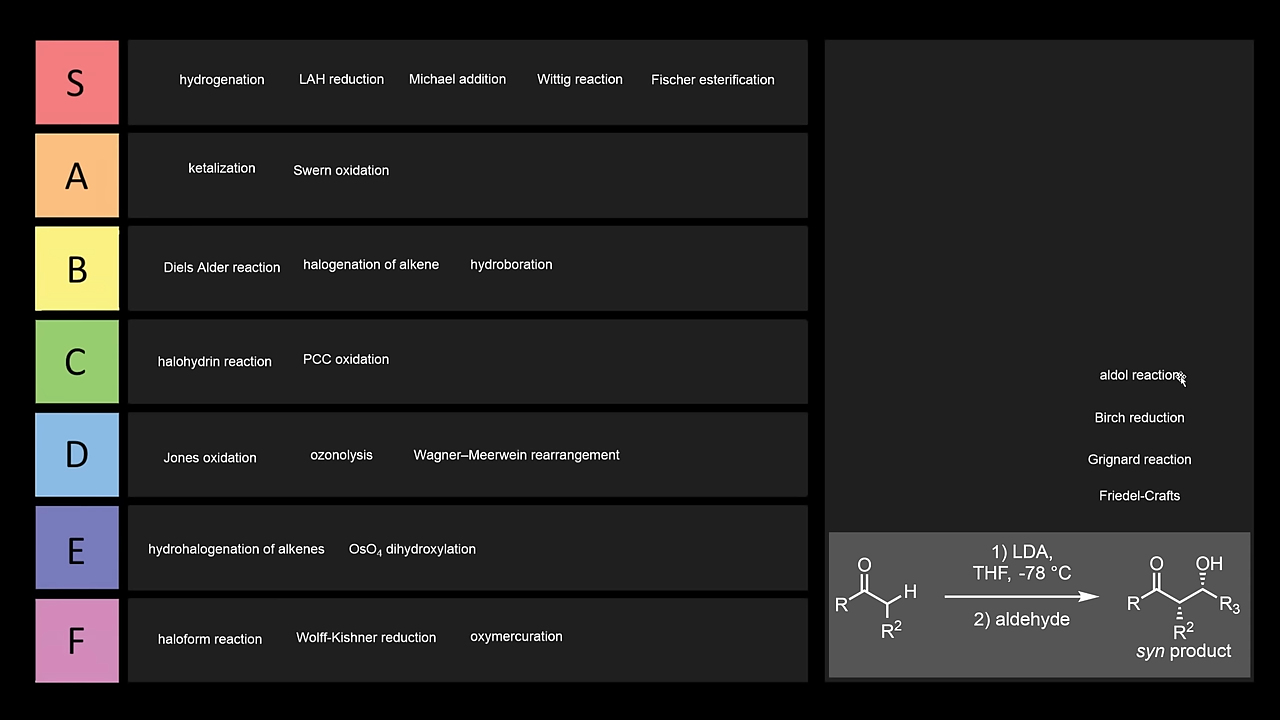 S
hydrogenation LAH reduction Michael addition Wittig reaction Fischer esterification
A
ketalization Swern oxidation
B
Diels Alder reaction halogenation of alkene hydroboration
C
halohydrin reaction PCC oxidation
D
Jones oxidation ozonolysis Wagner–Meerwein rearrangement
E
hydrohalogenation of alkenes OsO₄ dihydroxylation
F
haloform reaction Wolff-Kishner reduction oxymercuration
aldol reaction
Birch reduction
Grignard reaction
Friedel-Crafts
O
R
H
R²
1) LDA,
THF, -78 °C
2) aldehyde
O OH
R R₃
R²
syn product